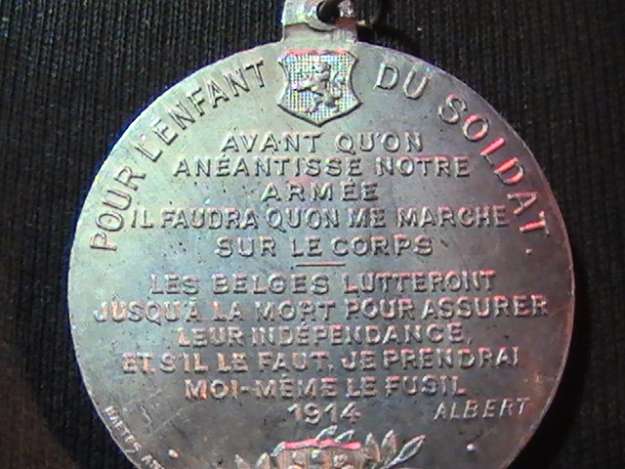 POUR L'ENFANT DU SOLDAT.
AVANT QU'ON
ANÉANTISSE NOTRE
ARMÉE
IL FAUDRA QU'ON ME MARCHE
SUR LE CORPS
LES BELGES LUTTERONT
JUSQU'À LA MORT POUR ASSURER
LEUR INDÉPENDANCE,
ET S'IL LE FAUT, JE PRENDRAI
MOI-MÊME LE FUSIL
1914 ALBERT